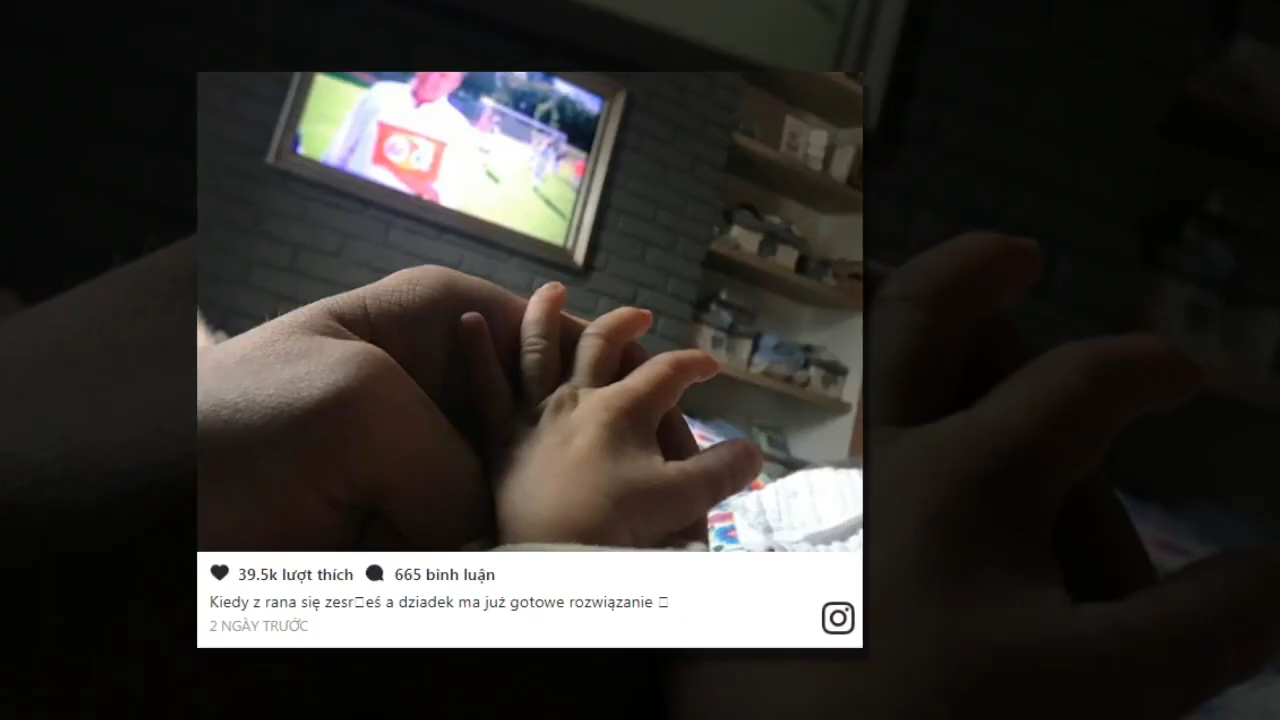 39.5k lượt thích 665 bình luận
Kiedy z rana się zesr□eś a dziadek ma już gotowe rozwiązanie □
2 NGÀY TRƯỚC